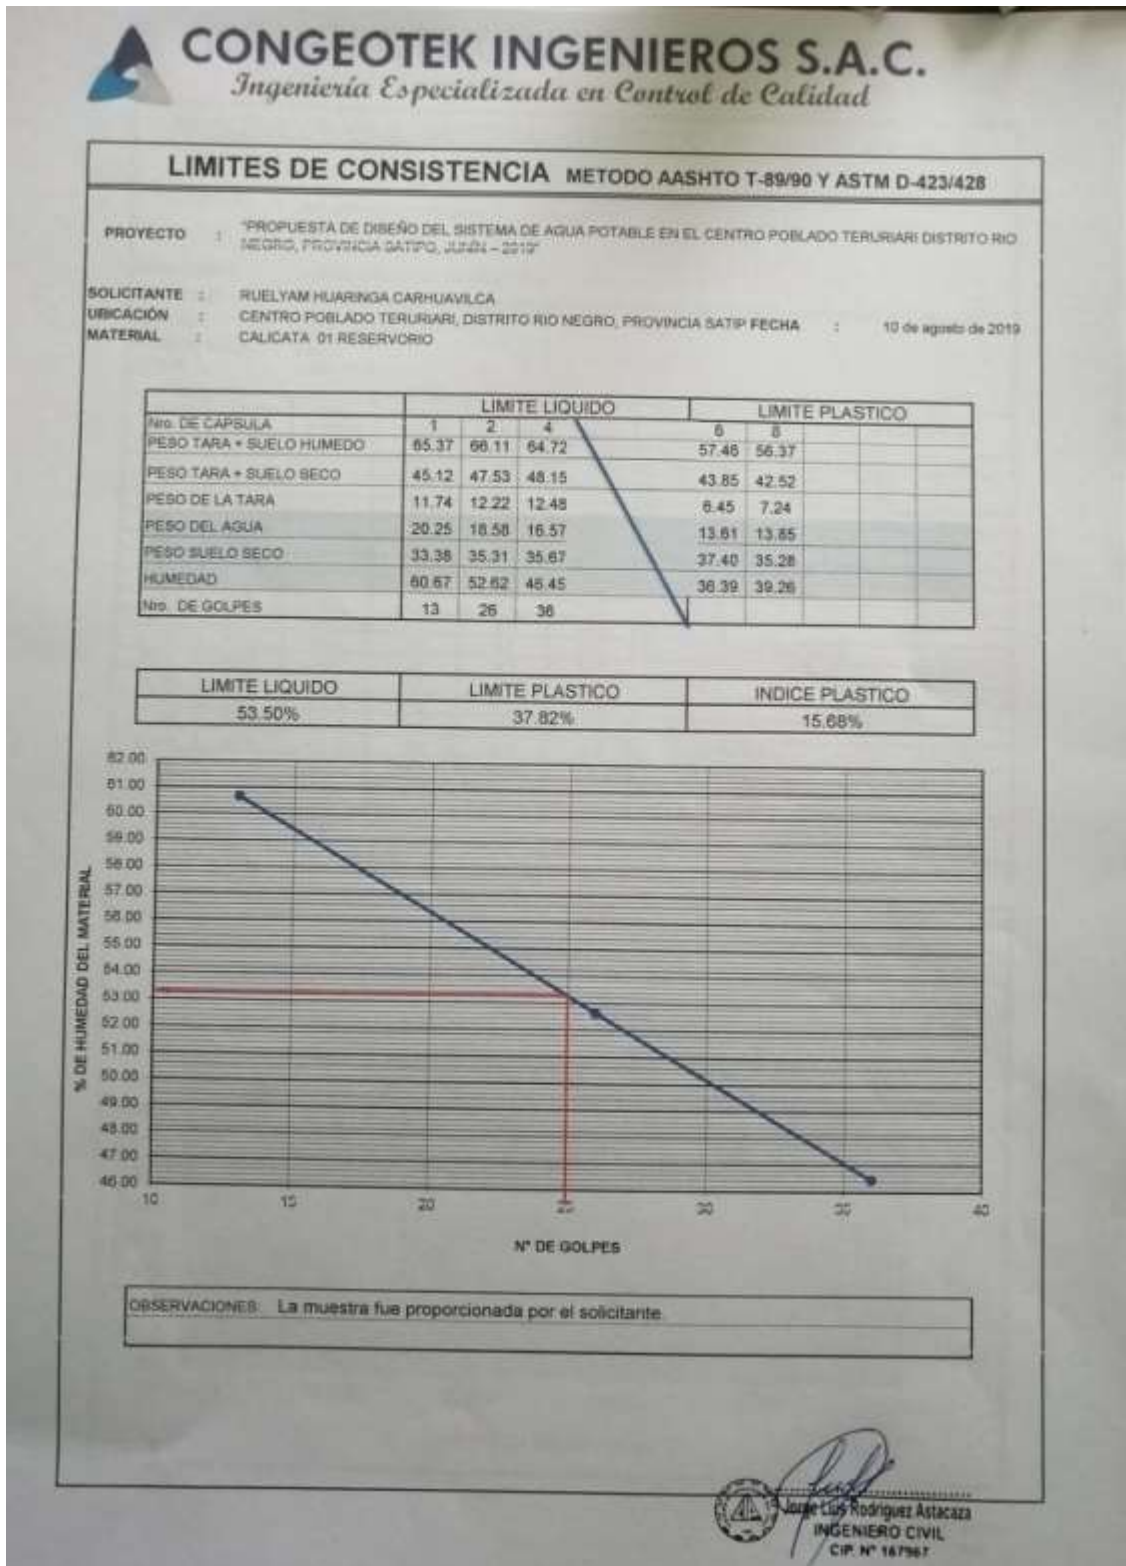 CONGEOTEK INGENIEROS S.A.C.
Ingeniería Especializada en Control de Calidad
LIMITES DE CONSISTENCIA METODO AASHTO T-89/90 Y ASTM D-423/428
PROYECTO : "PROPUESTA DE DISEÑO DEL SISTEMA DE AGUA POTABLE EN EL CENTRO POBLADO TERURIARI DISTRITO RIO
NEGRO, PROVINCIA SATIPO, JUNÍN – 2019"
SOLICITANTE : RUELYAM HUARINGA CARHUAVILCA
UBICACIÓN : CENTRO POBLADO TERURIARI, DISTRITO RIO NEGRO, PROVINCIA SATIP FECHA : 10 de agosto de 2019
MATERIAL : CALICATA 01 RESERVORIO
LIMITE LIQUIDO LIMITE PLASTICO
Nro. DE CAPSULA 1 2 4 6 8
PESO TARA + SUELO HUMEDO 65.37 66.11 64.72 57.46 56.37
PESO TARA + SUELO SECO 45.12 47.53 48.15 43.85 42.52
PESO DE LA TARA 11.74 12.22 12.48 6.45 7.24
PESO DEL AGUA 20.25 18.58 16.57 13.61 13.85
PESO SUELO SECO 33.38 35.31 35.67 37.40 35.28
HUMEDAD 60.67 52.62 46.45 36.39 39.26
Nro. DE GOLPES 13 26 36
LIMITE LIQUIDO LIMITE PLASTICO INDICE PLASTICO
53.50% 37.82% 15.68%
% DE HUMEDAD DEL MATERIAL
62.00
61.00
60.00
59.00
58.00
57.00
56.00
55.00
54.00
53.00
52.00
51.00
50.00
49.00
48.00
47.00
46.00
10 15 20 25 30 35 40
N° DE GOLPES
OBSERVACIONES: La muestra fue proporcionada por el solicitante.
Jorge Luis Rodriguez Astacaza
INGENIERO CIVIL
CIP. N° 167967